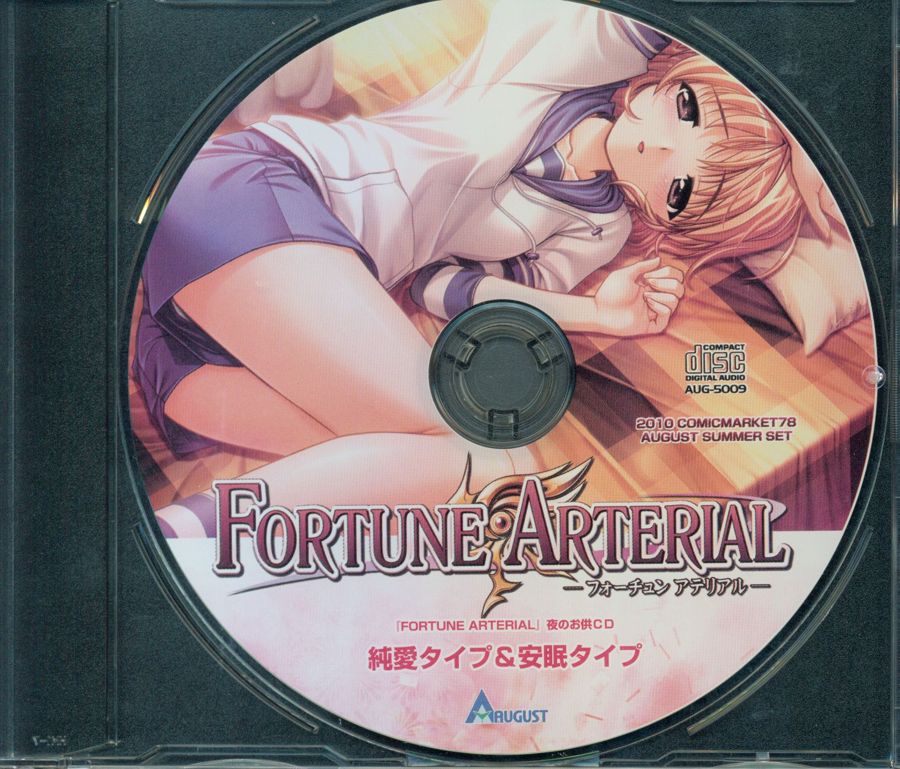 COMPACT
disc
DIGITAL AUDIO
AUG-5009
2010 COMICMARKET78
AUGUST SUMMER SET
FORTUNE ARTERIAL
―フォーチュン アテリアル―
『FORTUNE ARTERIAL』夜のお供CD
純愛タイプ&安眠タイプ
AUGUST